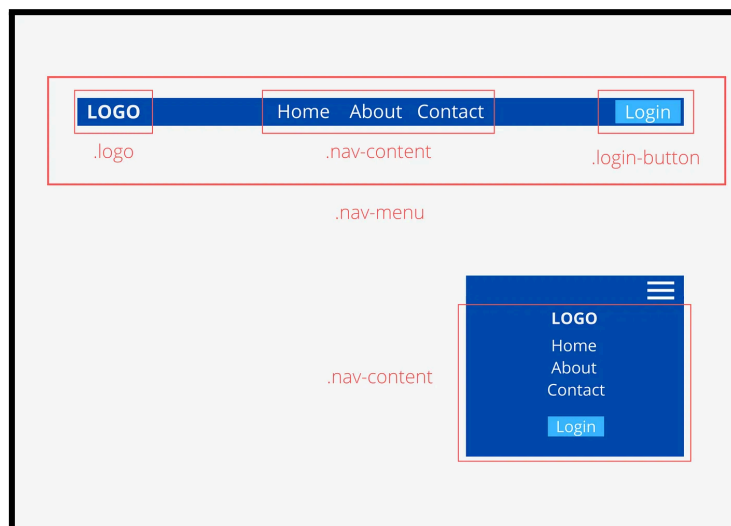 LOGO Home About Contact Login
.logo .nav-content .login-button
.nav-menu
LOGO
Home
About
.nav-content
Contact
Login